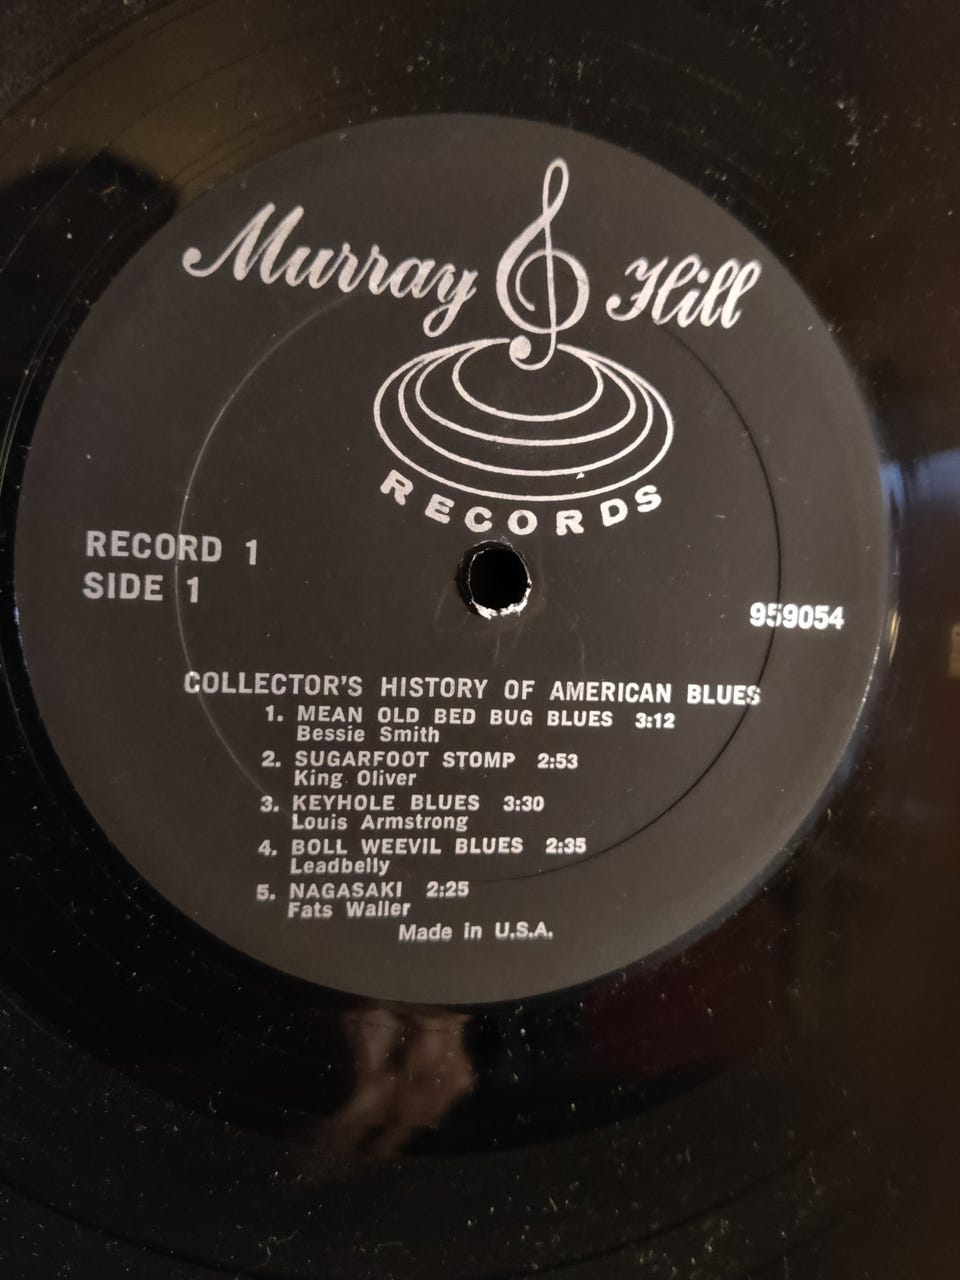 Murray Hill
RECORDS
RECORD 1
SIDE 1
959054
COLLECTOR'S HISTORY OF AMERICAN BLUES
1. MEAN OLD BED BUG BLUES 3:12
Bessie Smith
2. SUGARFOOT STOMP 2:53
King Oliver
3. KEYHOLE BLUES 3:30
Louis Armstrong
4. BOLL WEEVIL BLUES 2:35
Leadbelly
5. NAGASAKI 2:25
Fats Waller
Made in U.S.A.